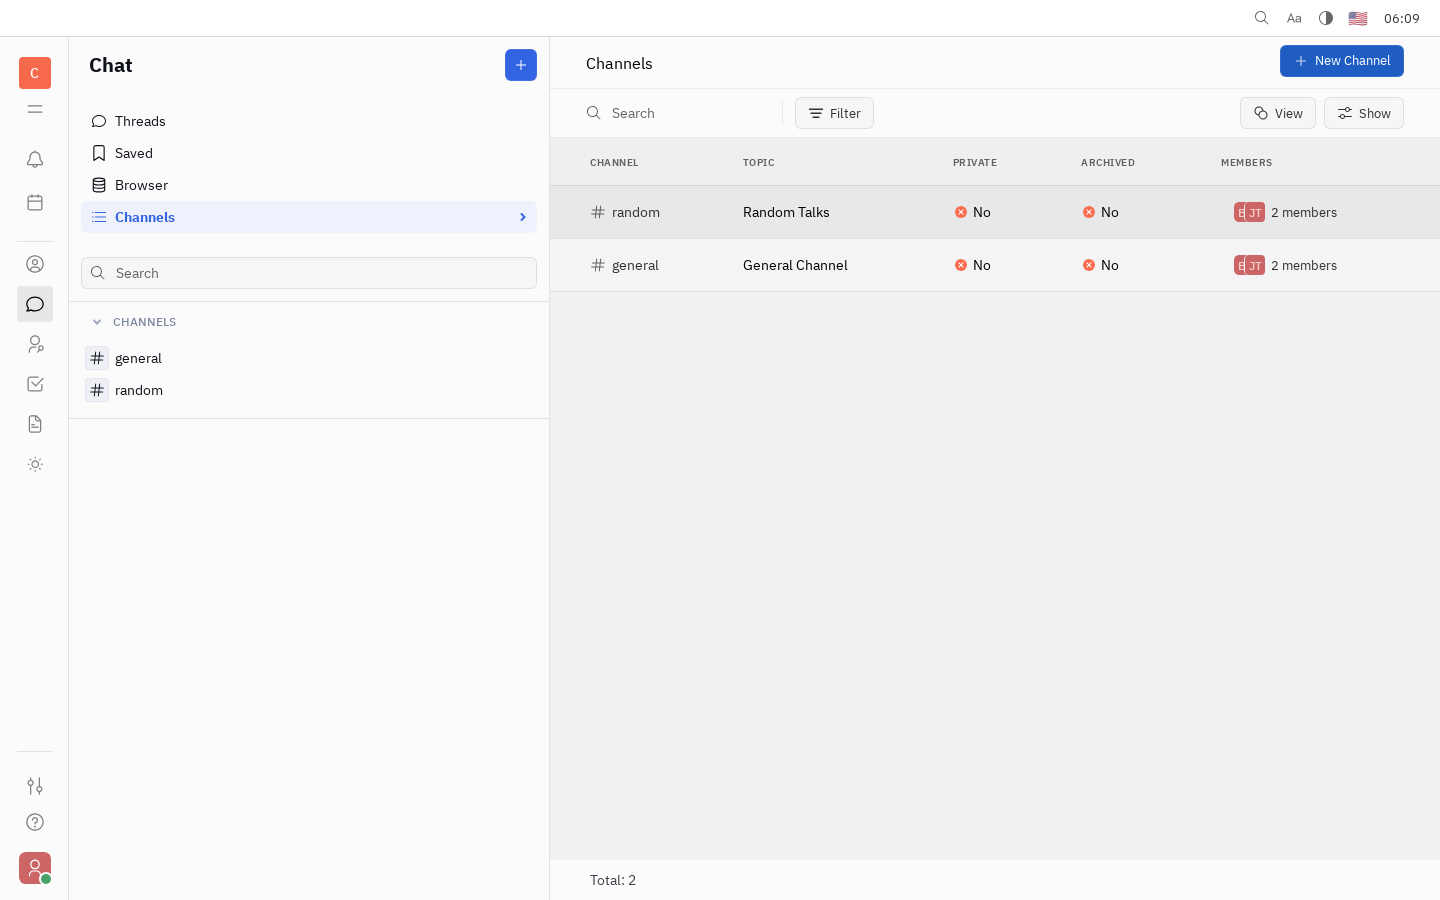 Aa
06:09
C
Chat
Threads
Saved
Browser
Channels
Search
CHANNELS
general
random
Channels
New Channel
Search
Filter
View
Show
CHANNEL TOPIC PRIVATE ARCHIVED MEMBERS
random Random Talks No No E JT 2 members
general General Channel No No E JT 2 members
Total: 2